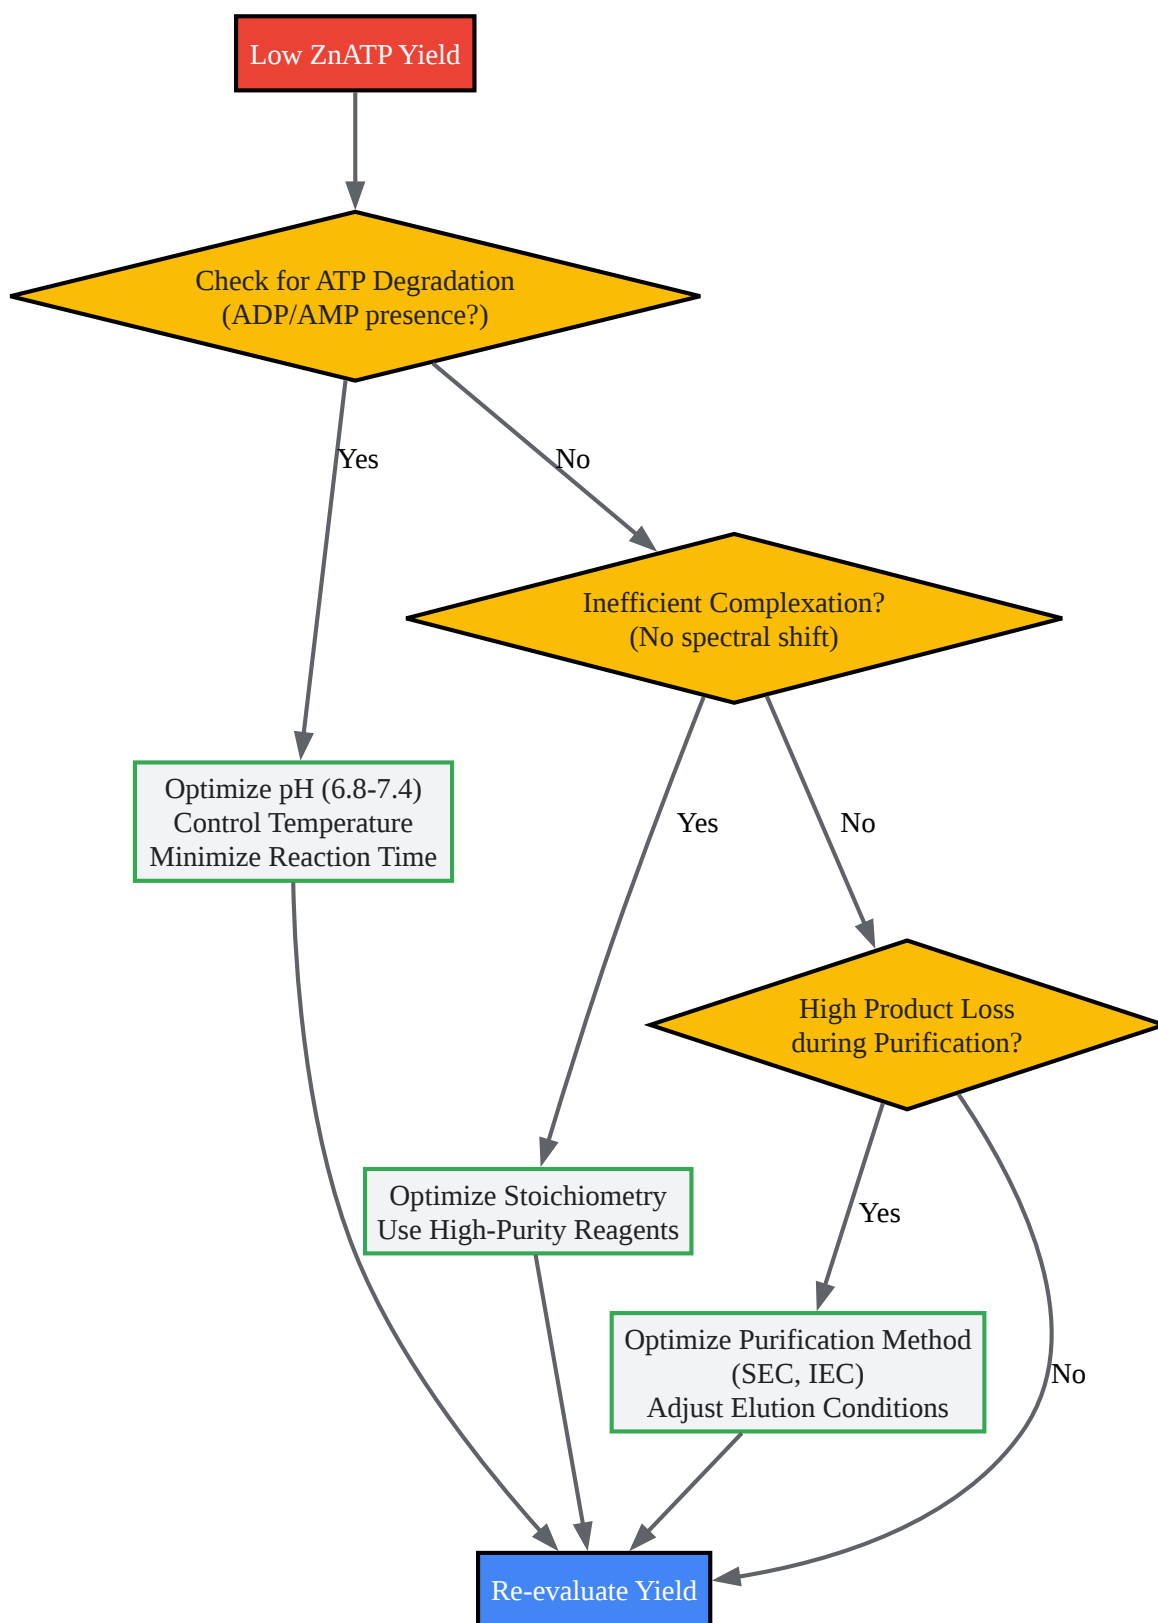 Low ZnATP Yield
Check for ATP Degradation
(ADP/AMP presence?)
Yes
No
Inefficient Complexation?
(No spectral shift)
Optimize pH (6.8-7.4)
Control Temperature
Minimize Reaction Time
Yes
No
High Product Loss
during Purification?
Optimize Stoichiometry
Use High-Purity Reagents
Yes
No
Optimize Purification Method
(SEC, IEC)
Adjust Elution Conditions
Re-evaluate Yield